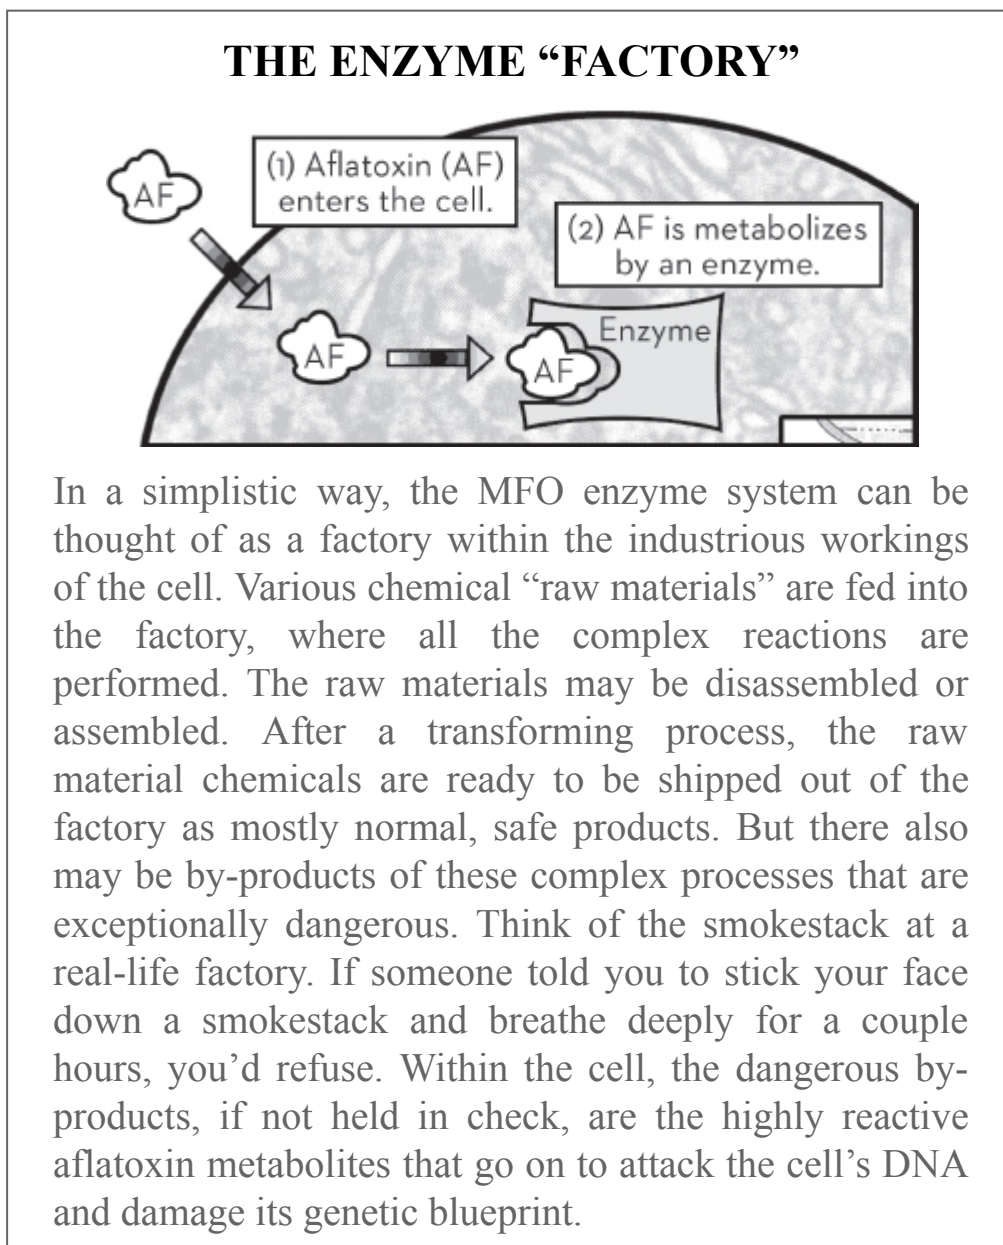 THE ENZYME “FACTORY”
AF
(1) Aflatoxin (AF)
enters the cell.
(2) AF is metabolizes
by an enzyme.
AF
AF
Enzyme
In a simplistic way, the MFO enzyme system can be
thought of as a factory within the industrious workings
of the cell. Various chemical “raw materials” are fed into
the factory, where all the complex reactions are
performed. The raw materials may be disassembled or
assembled. After a transforming process, the raw
material chemicals are ready to be shipped out of the
factory as mostly normal, safe products. But there also
may be by-products of these complex processes that are
exceptionally dangerous. Think of the smokestack at a
real-life factory. If someone told you to stick your face
down a smokestack and breathe deeply for a couple
hours, you’d refuse. Within the cell, the dangerous by-
products, if not held in check, are the highly reactive
aflatoxin metabolites that go on to attack the cell’s DNA
and damage its genetic blueprint.